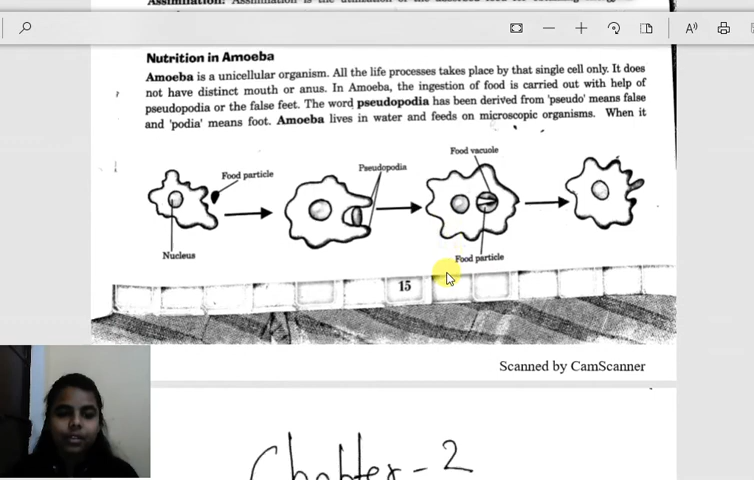 Assimilation: Assimilation is the utilization of the
Nutrition in Amoeba
Amoeba is a unicellular organism. All the life processes takes place by that single cell only. It does
not have distinct mouth or anus. In Amoeba, the ingestion of food is carried out with help of
pseudopodia or the false feet. The word pseudopodia has been derived from 'pseudo' means false
and 'podia' means foot. Amoeba lives in water and feeds on microscopic organisms. When it
Food vacuole
Pseudopodia
Food particle
Nucleus
Food particle
15
Scanned by CamScanner
Chapter - 2